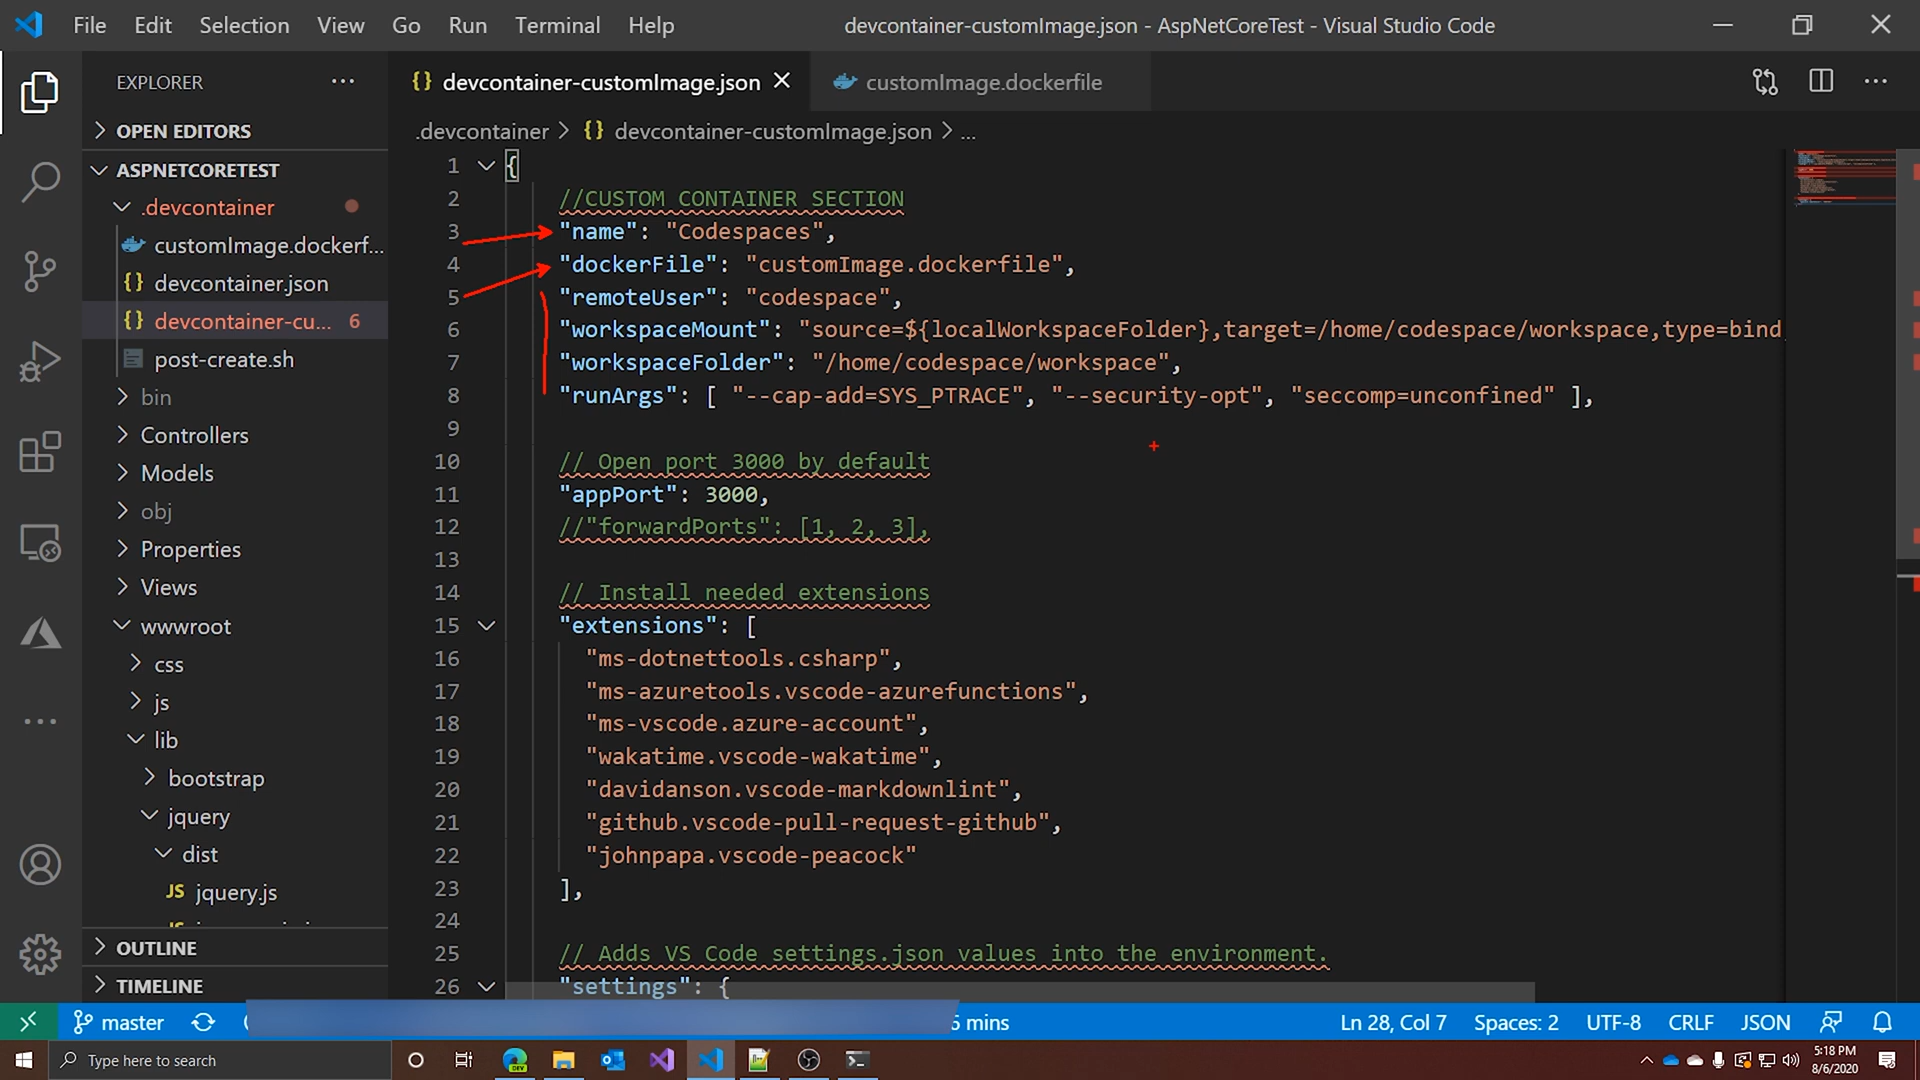 File Edit Selection View Go Run Terminal Help
devcontainer-customImage.json - AspNetCoreTest - Visual Studio Code
EXPLORER
OPEN EDITORS
ASPNETCORETEST
.devcontainer
customImage.dockerf...
devcontainer.json
devcontainer-cu... 6
post-create.sh
bin
Controllers
Models
obj
Properties
Views
wwwroot
css
js
lib
bootstrap
jquery
dist
JS jquery.js
OUTLINE
TIMELINE
{} devcontainer-customImage.json
customImage.dockerfile
.devcontainer > {} devcontainer-customImage.json > ...
1 {
2 //CUSTOM CONTAINER SECTION
3 "name": "Codespaces",
4 "dockerFile": "customImage.dockerfile",
5 "remoteUser": "codespace",
6 "workspaceMount": "source=${localWorkspaceFolder},target=/home/codespace/workspace,type=bind,
7 "workspaceFolder": "/home/codespace/workspace",
8 "runArgs": [ "--cap-add=SYS_PTRACE", "--security-opt", "seccomp=unconfined" ],
9
10 // Open port 3000 by default
11 "appPort": 3000,
12 //"forwardPorts": [1, 2, 3],
13
14 // Install needed extensions
15 "extensions": [
16 "ms-dotnettools.csharp",
17 "ms-azuretools.vscode-azurefunctions",
18 "ms-vscode.azure-account",
19 "wakatime.vscode-wakatime",
20 "davidanson.vscode-markdownlint",
21 "github.vscode-pull-request-github",
22 "johnpapa.vscode-peacock"
23 ],
24
25 // Adds VS Code settings.json values into the environment.
26 "settings": {
master
5 mins
Ln 28, Col 7 Spaces: 2 UTF-8 CRLF JSON
Type here to search
DEV
5:18 PM
8/6/2020